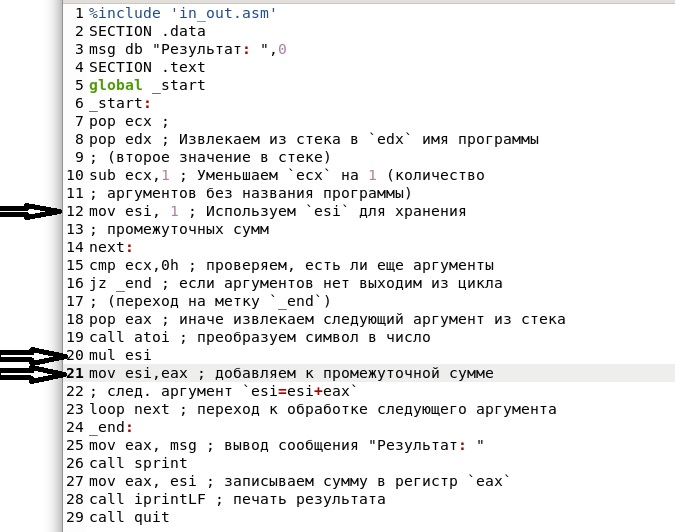 1 %include 'in_out.asm'
2 SECTION .data
3 msg db "Результат: ",0
4 SECTION .text
5 global _start
6 _start:
7 pop ecx ;
8 pop edx ; Извлекаем из стека в `edx` имя программы
9 ; (второе значение в стеке)
10 sub ecx,1 ; Уменьшаем `ecx` на 1 (количество
11 ; аргументов без названия программы)
12 mov esi, 1 ; Используем `esi` для хранения
13 ; промежуточных сумм
14 next:
15 cmp ecx,0h ; проверяем, есть ли еще аргументы
16 jz _end ; если аргументов нет выходим из цикла
17 ; (переход на метку `_end`)
18 pop eax ; иначе извлекаем следующий аргумент из стека
19 call atoi ; преобразуем символ в число
20 mul esi
21 mov esi,eax ; добавляем к промежуточной сумме
22 ; след. аргумент `esi=esi+eax`
23 loop next ; переход к обработке следующего аргумента
24 _end:
25 mov eax, msg ; вывод сообщения "Результат: "
26 call sprint
27 mov eax, esi ; записываем сумму в регистр `eax`
28 call iprintLF ; печать результата
29 call quit